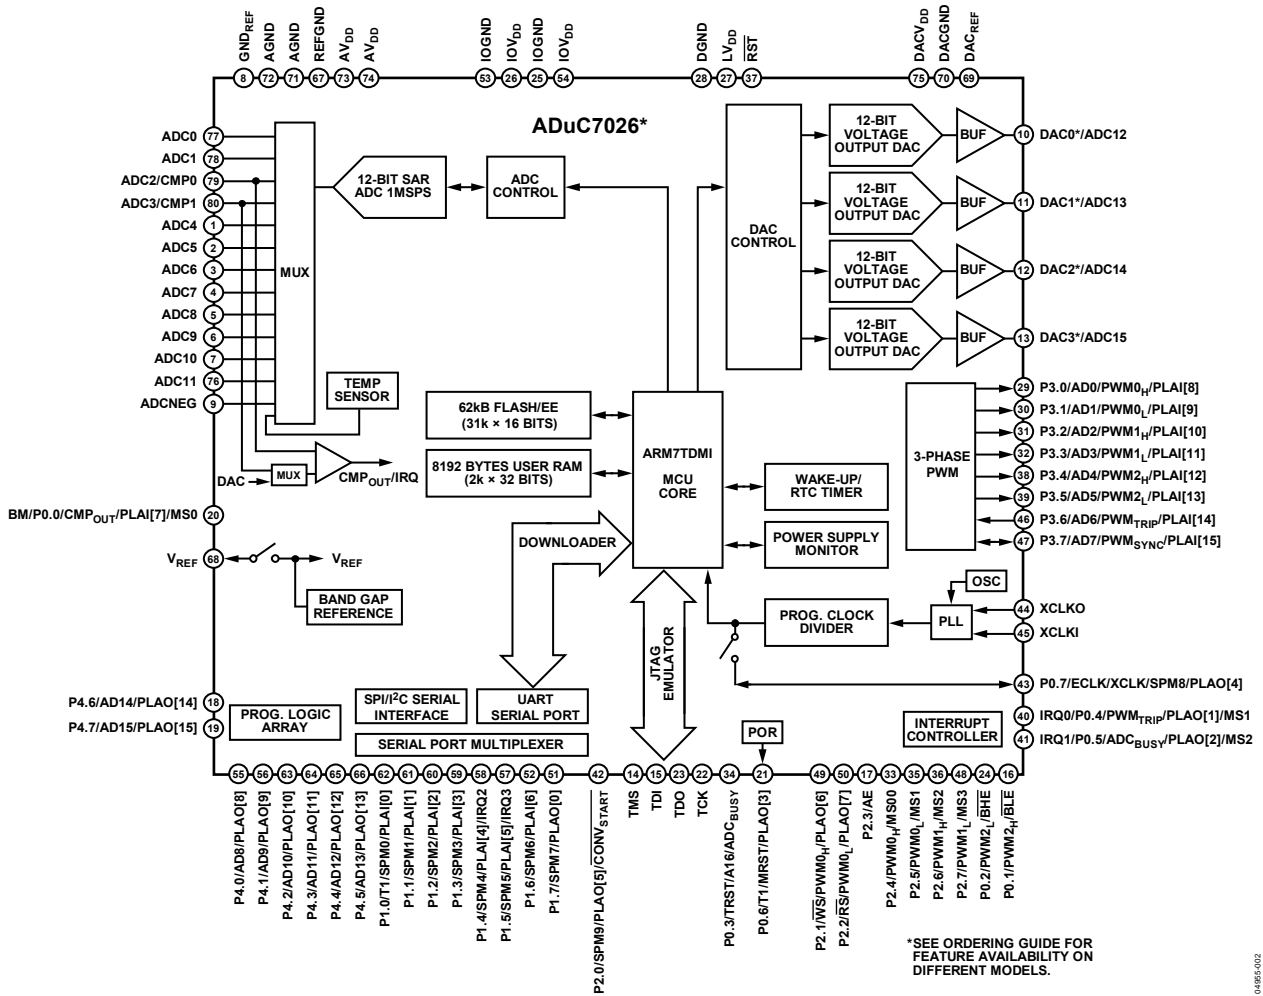 GNDREF
AGND
AGND
REFGND
AVDD
AVDD
IOGND
IOVDD
IOGND
IOVDD
DGND
LVDD
RST
DACVDD
DACGND
DACREF
8
72
71
67
73
74
53
26
25
54
28
27
37
75
70
69
ADuC7026*
ADC0
77
ADC1
78
ADC2/CMP0
79
ADC3/CMP1
80
ADC4
1
ADC5
2
ADC6
3
ADC7
4
ADC8
5
ADC9
6
ADC10
7
ADC11
76
ADCNEG
9
MUX
12-BIT SAR
ADC 1MSPS
ADC
CONTROL
TEMP
SENSOR
DAC
MUX
CMPOUT/IRQ
BM/P0.0/CMPOUT/PLAI[7]/MS0
20
VREF
68
VREF
BAND GAP
REFERENCE
DAC
CONTROL
12-BIT
VOLTAGE
OUTPUT DAC
BUF
10
DAC0*/ADC12
12-BIT
VOLTAGE
OUTPUT DAC
BUF
11
DAC1*/ADC13
12-BIT
VOLTAGE
OUTPUT DAC
BUF
12
DAC2*/ADC14
12-BIT
VOLTAGE
OUTPUT DAC
BUF
13
DAC3*/ADC15
62kB FLASH/EE
(31k × 16 BITS)
8192 BYTES USER RAM
(2k × 32 BITS)
ARM7TDMI
MCU
CORE
WAKE-UP/
RTC TIMER
POWER SUPPLY
MONITOR
3-PHASE
PWM
29
P3.0/AD0/PWM0H/PLAI[8]
30
P3.1/AD1/PWM0L/PLAI[9]
31
P3.2/AD2/PWM1H/PLAI[10]
32
P3.3/AD3/PWM1L/PLAI[11]
38
P3.4/AD4/PWM2H/PLAI[12]
39
P3.5/AD5/PWM2L/PLAI[13]
46
P3.6/AD6/PWMTRIP/PLAI[14]
47
P3.7/AD7/PWMSYNC/PLAI[15]
DOWNLOADER
JTAG
EMULATOR
PROG. CLOCK
DIVIDER
OSC
PLL
44
XCLKO
45
XCLKI
43
P0.7/ECLK/XCLK/SPM8/PLAO[4]
40
IRQ0/P0.4/PWMTRIP/PLAO[1]/MS1
41
IRQ1/P0.5/ADCBUSY/PLAO[2]/MS2
P4.6/AD14/PLAO[14]
18
P4.7/AD15/PLAO[15]
19
PROG. LOGIC
ARRAY
SPI/I2C SERIAL
INTERFACE
UART
SERIAL PORT
SERIAL PORT MULTIPLEXER
POR
INTERRUPT
CONTROLLER
55
56
63
64
65
66
62
61
60
59
58
57
52
51
42
14
15
23
22
34
21
49
50
17
33
35
36
48
24
16
P4.0/AD8/PLAO[8]
P4.1/AD9/PLAO[9]
P4.2/AD10/PLAO[10]
P4.3/AD11/PLAO[11]
P4.4/AD12/PLAO[12]
P4.5/AD13/PLAO[13]
P1.0/T1/SPM0/PLAI[0]
P1.1/SPM1/PLAI[1]
P1.2/SPM2/PLAI[2]
P1.3/SPM3/PLAI[3]
P1.4/SPM4/PLAI[4]/IRQ2
P1.5/SPM5/PLAI[5]/IRQ3
P1.6/SPM6/PLAI[6]
P1.7/SPM7/PLAO[0]
P2.0/SPM9/PLAO[5]/CONVSTART
TMS
TDI
TDO
TCK
P0.3/TRST/A16/ADCBUSY
P0.6/T1/MRST/PLAO[3]
P2.1/WS/PWM0H/PLAO[6]
P2.2/RS/PWM0L/PLAO[7]
P2.3/AE
P2.4/PWM0H/MS00
P2.5/PWM0L/MS1
P2.6/PWM1H/MS2
P2.7/PWM1L/MS3
P0.2/PWM2L/BHE
P0.1/PWM2H/BLE
*SEE ORDERING GUIDE FOR
FEATURE AVAILABILITY ON
DIFFERENT MODELS.
04955-002